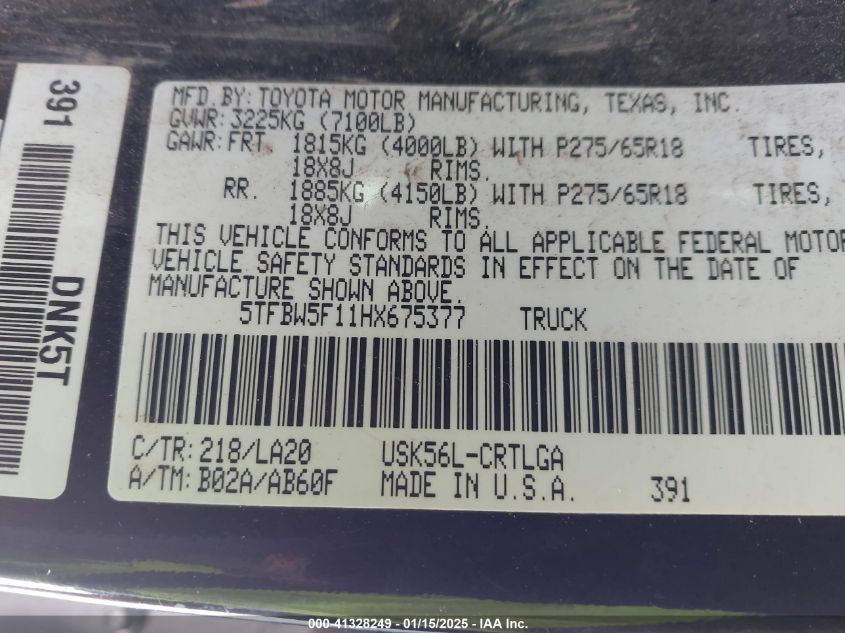 MFD. BY: TOYOTA MOTOR MANUFACTURING, TEXAS, INC.
GVWR: 3225KG (7100LB)
GAWR: FRT. 1815KG (4000LB) WITH P275/65R18 TIRES,
18X8J RIMS.
RR. 1885KG (4150LB) WITH P275/65R18 TIRES,
18X8J RIMS.
THIS VEHICLE CONFORMS TO ALL APPLICABLE FEDERAL MOTOR
VEHICLE SAFETY STANDARDS IN EFFECT ON THE DATE OF
MANUFACTURE SHOWN ABOVE.
5TFBW5F11HX675377 TRUCK
C/TR: 218/LA20 USK56L-CRTLGA
A/TM: B02A/AB60F MADE IN U.S.A. 391
391
DNK5T
000-41328249 - 01/15/2025 - IAA Inc.